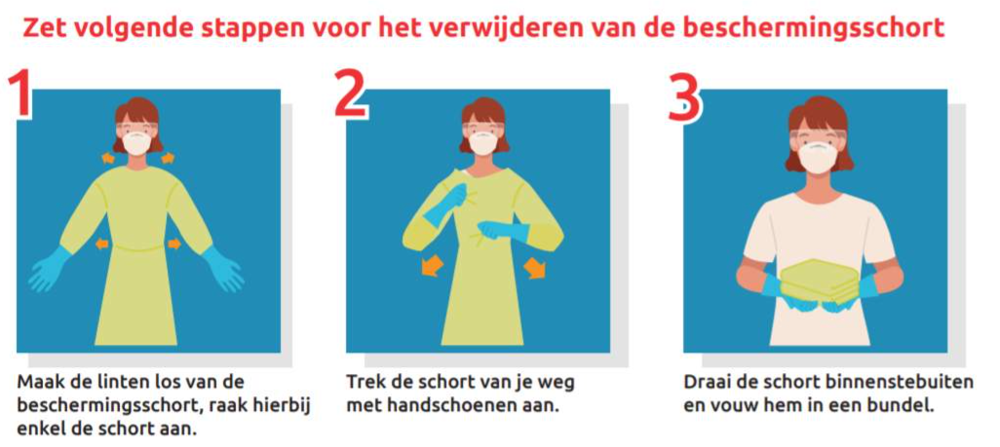 Zet volgende stappen voor het verwijderen van de beschermingsschort
1
Maak de linten los van de
beschermingsschort, raak hierbij
enkel de schort aan.
2
Trek de schort van je weg
met handschoenen aan.
3
Draai de schort binnenstebuiten
en vouw hem in een bundel.